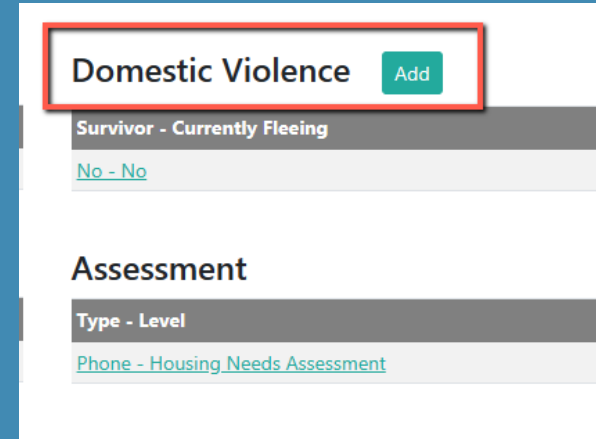 Domestic Violence Add
Survivor - Currently Fleeing
No - No
Assessment
Type - Level
Phone - Housing Needs Assessment